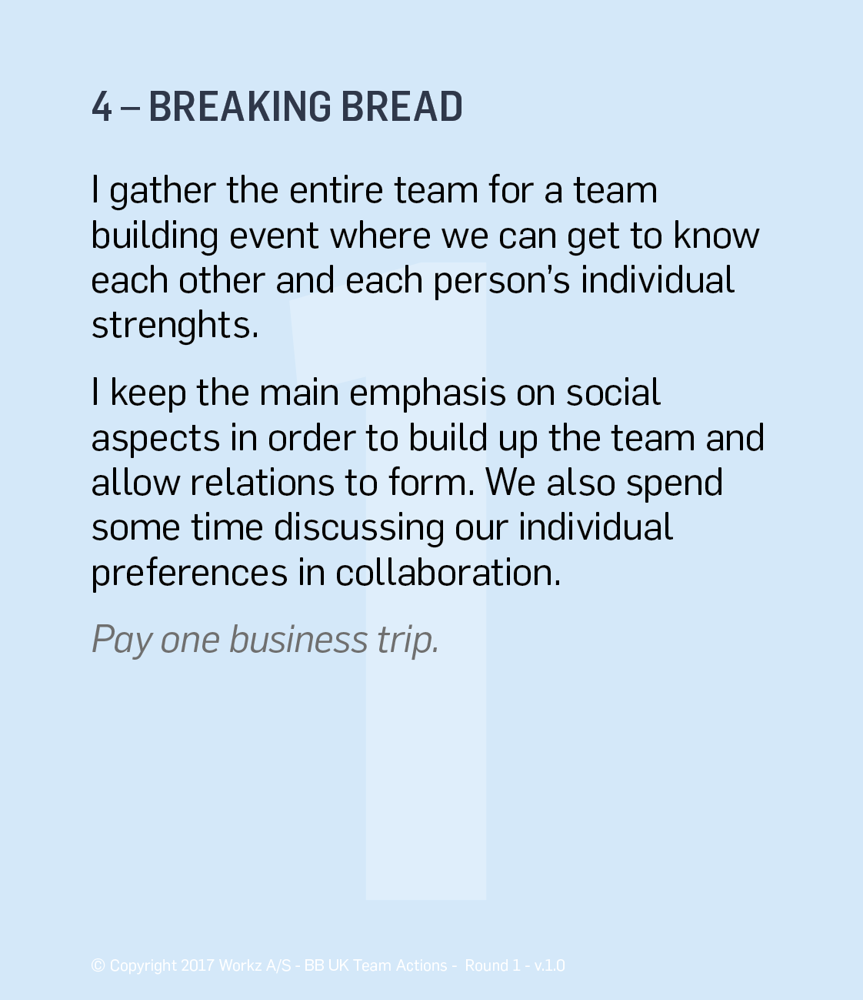 4 – BREAKING BREAD
I gather the entire team for a team
building event where we can get to know
each other and each person’s individual
strenghts.
I keep the main emphasis on social
aspects in order to build up the team and
allow relations to form. We also spend
some time discussing our individual
preferences in collaboration.
Pay one business trip.
1
© Copyright 2017 Workz A/S - BB UK Team Actions - Round 1 - v.1.0